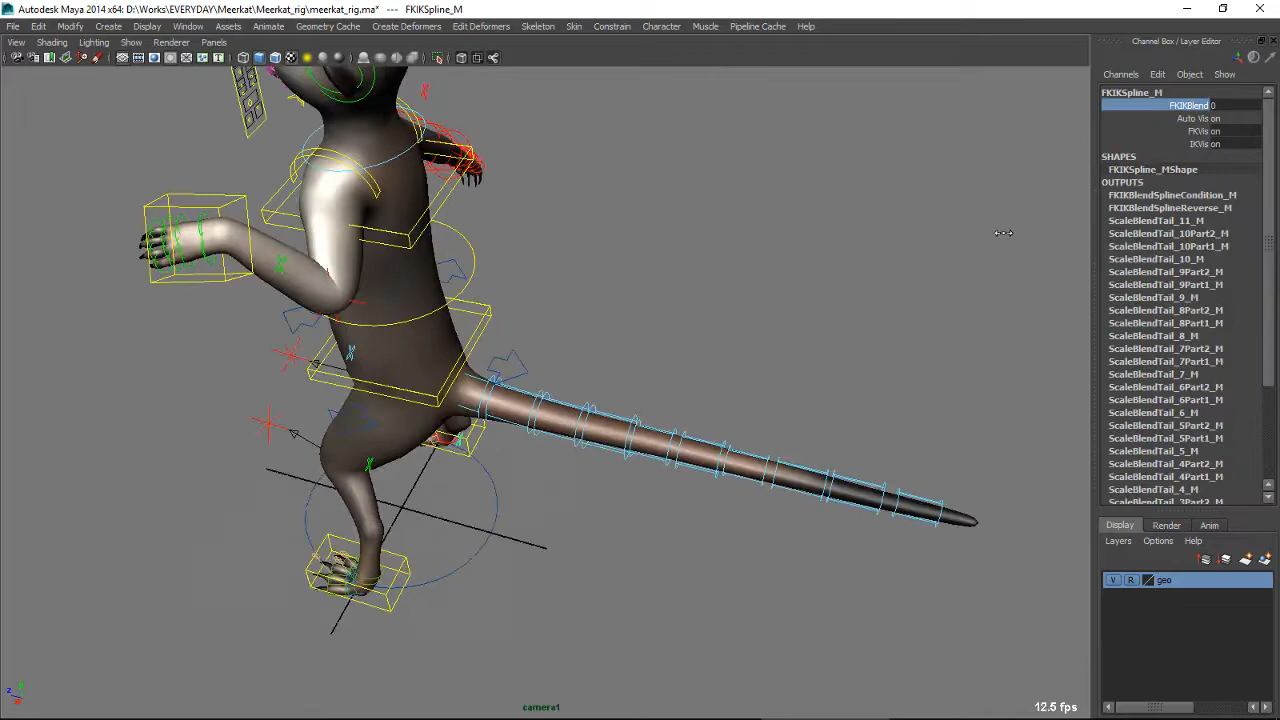 Autodesk Maya 2014 x64: D:\Works\EVERYDAY\Meerkat\Meerkat_rig\meerkat_rig.ma* --- FKIKSpline_M
File Edit Modify Create Display Window Assets Animate Geometry Cache Create Deformers Edit Deformers Skeleton Skin Constrain Character Muscle Pipeline Cache Help
View Shading Lighting Show Renderer Panels
Channel Box / Layer Editor
Channels Edit Object Show
FKIKSpline_M
FKIKBlend 0
Auto Vis on
FKVis on
IKVis on
SHAPES
FKIKSpline_MShape
OUTPUTS
FKIKBlendSplineCondition_M
FKIKBlendSplineReverse_M
ScaleBlendTail_11_M
ScaleBlendTail_10Part2_M
ScaleBlendTail_10Part1_M
ScaleBlendTail_10_M
ScaleBlendTail_9Part2_M
ScaleBlendTail_9Part1_M
ScaleBlendTail_9_M
ScaleBlendTail_8Part2_M
ScaleBlendTail_8Part1_M
ScaleBlendTail_8_M
ScaleBlendTail_7Part2_M
ScaleBlendTail_7Part1_M
ScaleBlendTail_7_M
ScaleBlendTail_6Part2_M
ScaleBlendTail_6Part1_M
ScaleBlendTail_6_M
ScaleBlendTail_5Part2_M
ScaleBlendTail_5Part1_M
ScaleBlendTail_5_M
ScaleBlendTail_4Part2_M
ScaleBlendTail_4Part1_M
ScaleBlendTail_4_M
ScaleBlendTail_3Part2_M
Display Render Anim
Layers Options Help
V R geo
z
camera1
12.5 fps